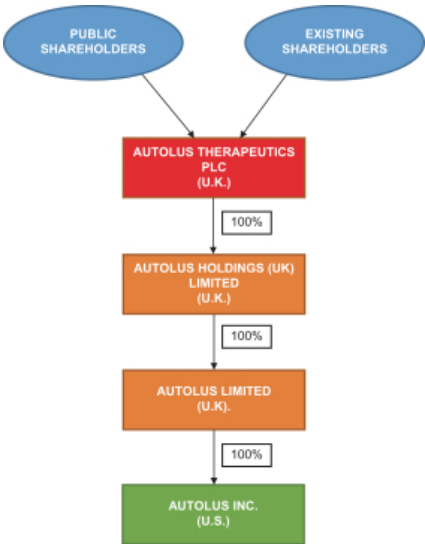 PUBLIC
SHAREHOLDERS
EXISTING
SHAREHOLDERS
AUTOLUS THERAPEUTICS
PLC
(U.K.)
100%
AUTOLUS HOLDINGS (UK)
LIMITED
(U.K.)
100%
AUTOLUS LIMITED
(U.K).
100%
AUTOLUS INC.
(U.S.)